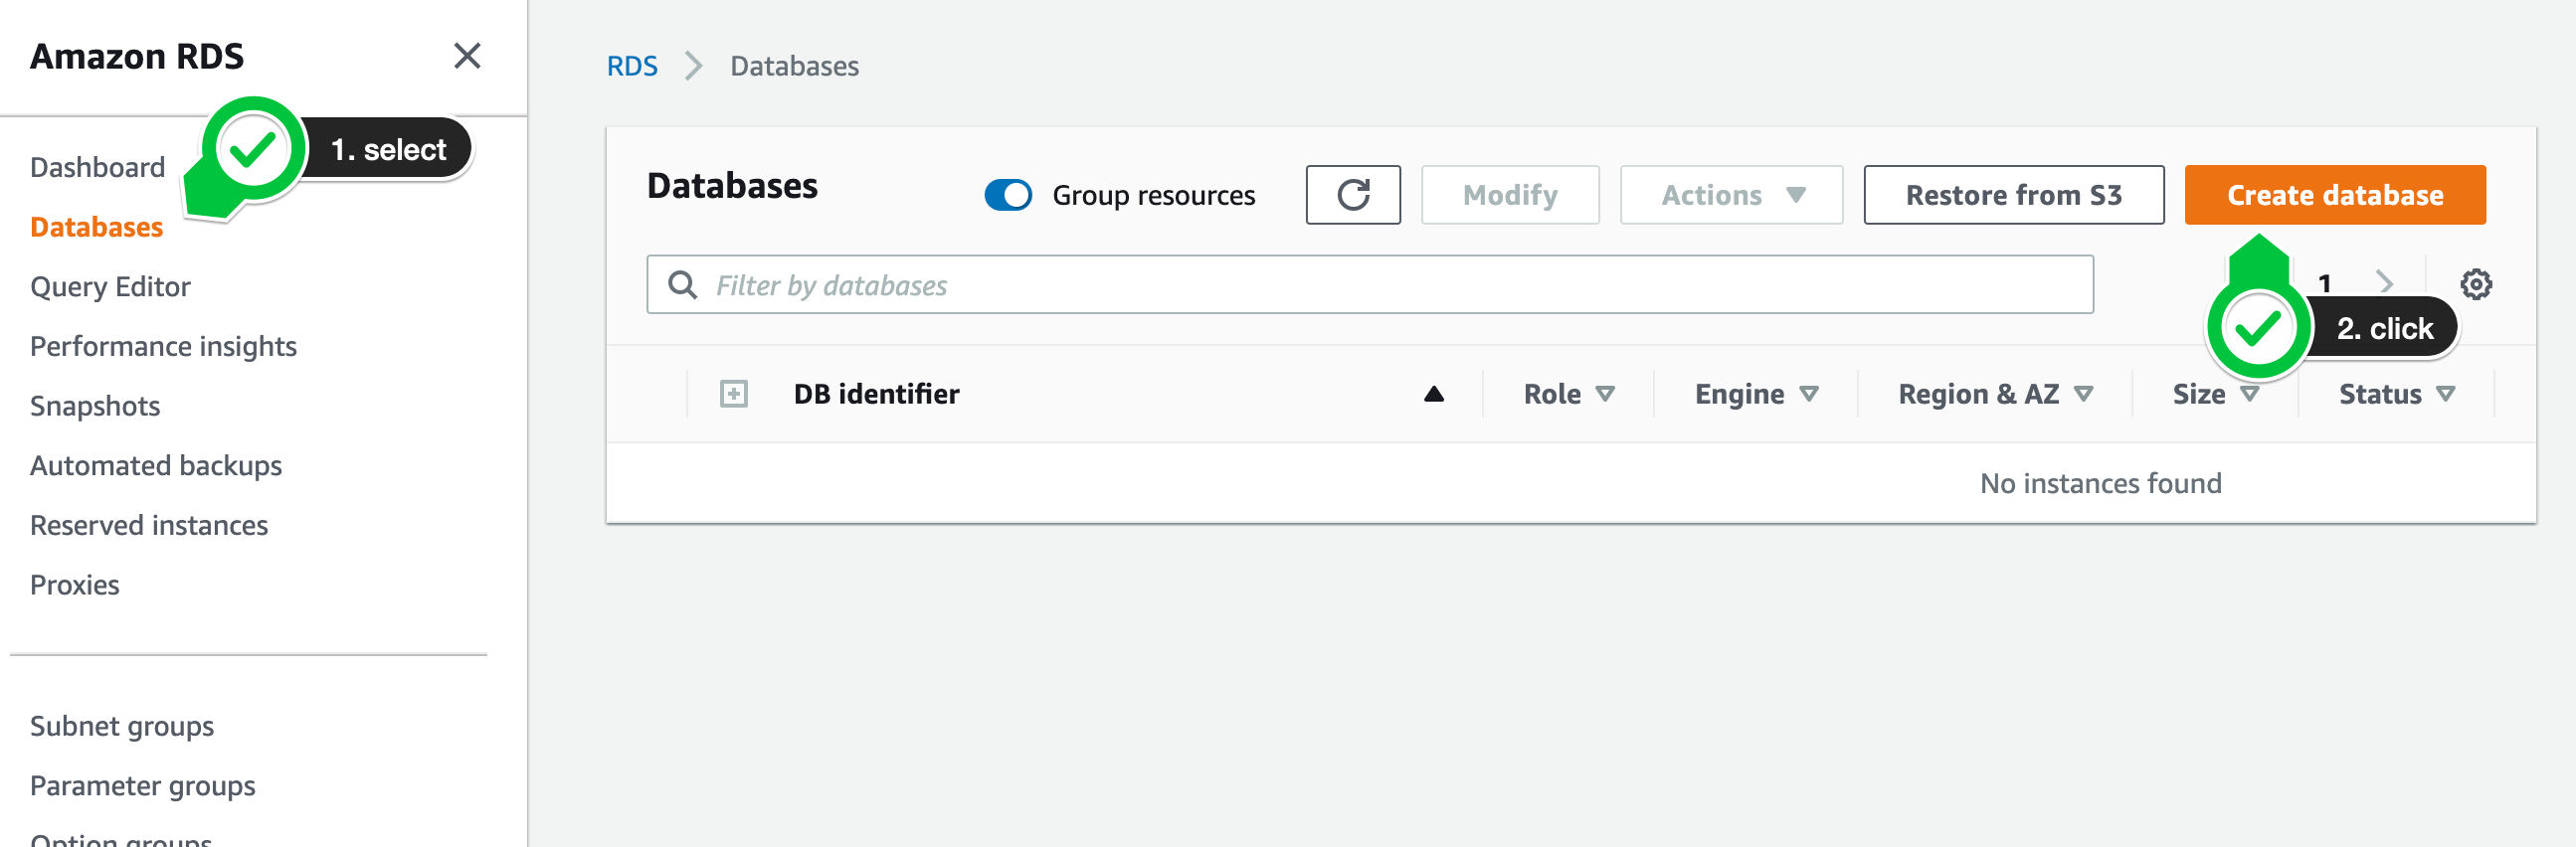 Amazon RDS
1. select
Dashboard
Databases
Query Editor
Performance insights
Snapshots
Automated backups
Reserved instances
Proxies
Subnet groups
Parameter groups
Option groups
RDS
Databases
Databases
Group resources
Modify
Actions
Restore from S3
Create database
Filter by databases
1
2. click
DB identifier
Role
Engine
Region & AZ
Size
Status
No instances found